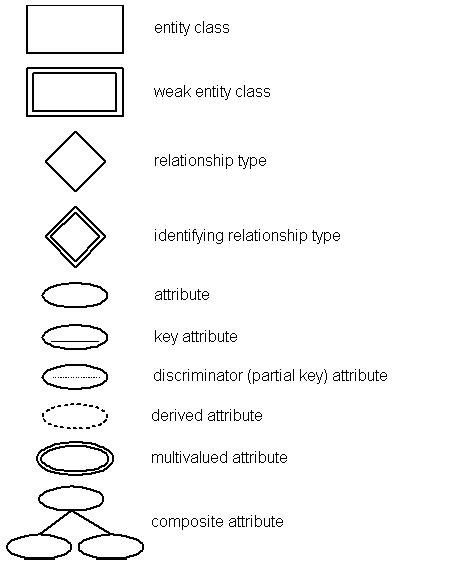 entity class
weak entity class
relationship type
identifying relationship type
attribute
key attribute
discriminator (partial key) attribute
derived attribute
multivalued attribute
composite attribute